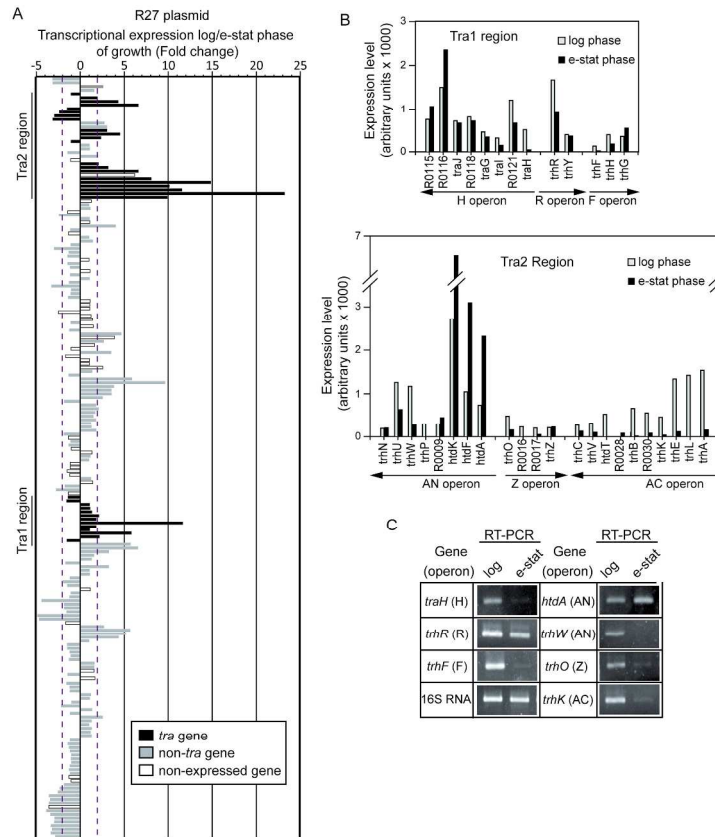 A
R27 plasmid
Transcriptional expression log/e-stat phase
of growth (Fold change)
-5 0 5 10 15 20 25
Tra2 region
Tra1 region
tra gene
non-tra gene
non-expressed gene
B
Tra1 region
log phase
e-stat phase
Expression level
(arbitrary units x 1000)
3
2
1
0
R0115
R0116
traJ
R0118
traG
traI
R0121
traH
trhR
trhY
trhF
trhH
trhG
H operon
R operon
F operon
Tra2 Region
log phase
e-stat phase
Expression level
(arbitrary units x 1000)
7
3
2
1
0
trhN
trhU
trhW
trhP
R0009
htdK
htdF
htdA
trhO
R0016
R0017
trhZ
trhC
trhV
htdT
R0028
trhB
R0030
trhK
trhE
trhL
trhA
AN operon
Z operon
AC operon
C
RT-PCR RT-PCR
Gene (operon) log e-stat Gene (operon) log e-stat
traH (H) htdA (AN)
trhR (R) trhW (AN)
trhF (F) trhO (Z)
16S RNA trhK (AC)